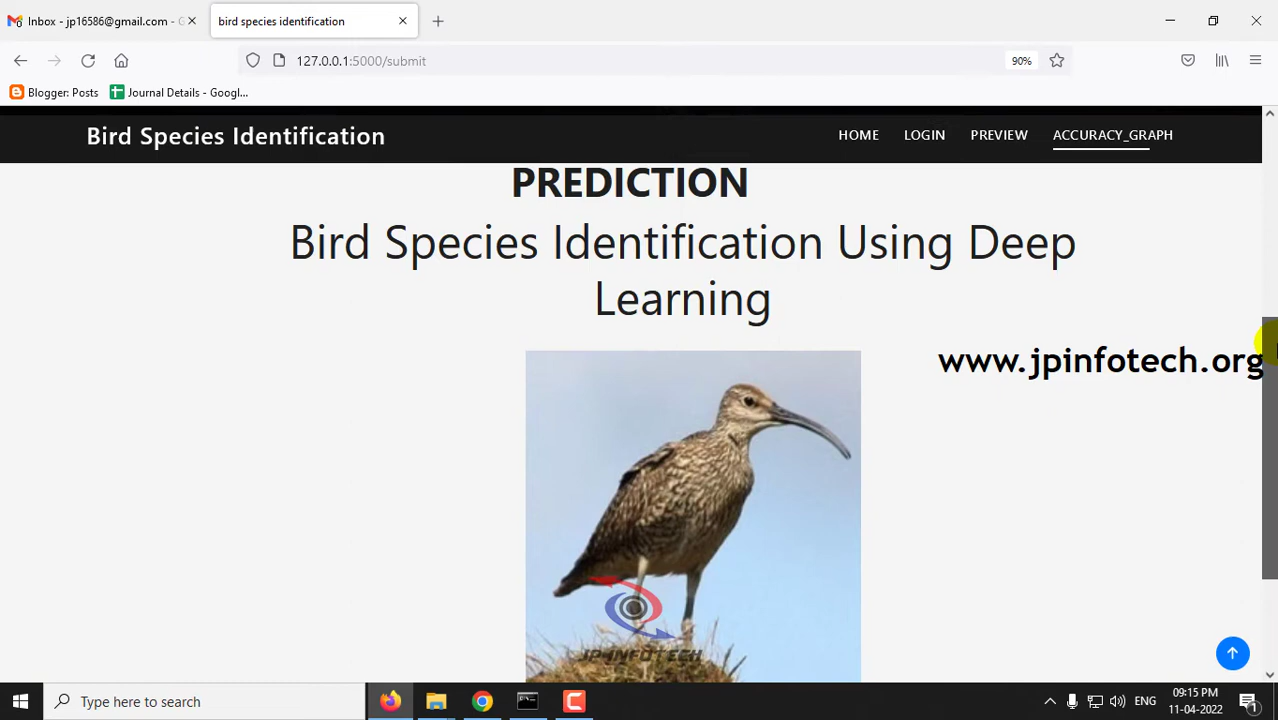 Inbox - jp16586@gmail.com - G
bird species identification
127.0.0.1:5000/submit
90%
Blogger: Posts
Journal Details - Googl...
Bird Species Identification
HOME
LOGIN
PREVIEW
ACCURACY_GRAPH
PREDICTION
Bird Species Identification Using Deep
Learning
www.jpinfotech.org
JP INFOTECH
Type here to search
ENG
09:15 PM
11-04-2022
1